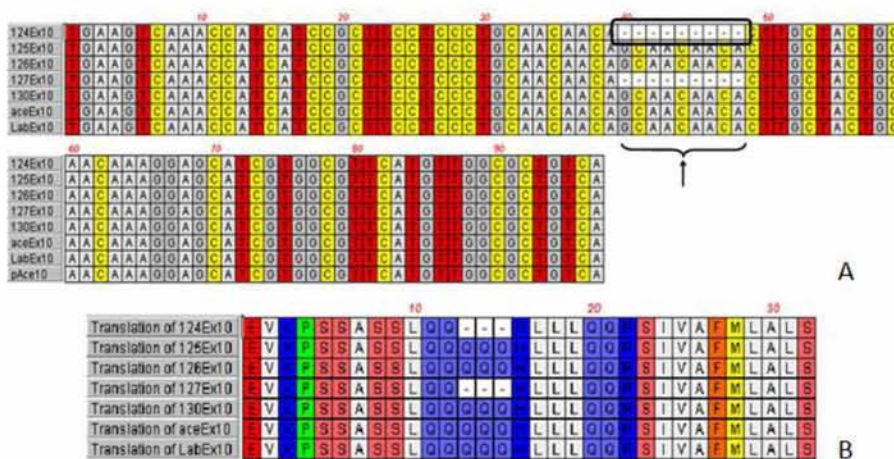 10 20 30 40 50
124Ex10 T G A A G T C A A A C C A T C A T C C G C T T C C T C C C T G C A A C A A C A - - - - - - - - - C T T G C T A C T G C
125Ex10 T G A A G T C A A A C C A T C A T C C G C T T C C T C C C T G C A A C A A C A G C A A C A A C A C T T G C T A C T G C
126Ex10 T G A A G T C A A A C C A T C A T C C G C T T C C T C C C T G C A A C A A C A G C A A C A A C A C T T G C T A C T G C
127Ex10 T G A A G T C A A A C C A T C A T C C G C T T C C T C C C T G C A A C A A C A - - - - - - - - - C T T G C T A C T G C
130Ex10 T G A A G T C A A A C C A T C A T C C G C T T C C T C C C T G C A A C A A C A G C A A C A A C A C T T G C T A C T G C
aceEx10 T G A A G T C A A A C C A T C A T C C G C T T C C T C C C T G C A A C A A C A G C A A C A A C A C T T G C T A C T G C
LabEx10 T G A A G T C A A A C C A T C A T C C G C T T C C T C C C T G C A A C A A C A G C A A C A A C A C T T G C T A C T G C
60 70 80 90
124Ex10 A A C A A A G G A G C A T C G T G G C G T T C A T G T T G G C G C T G T C A
125Ex10 A A C A A A G G A G C A T C G T G G C G T T C A T G T T G G C G C T G T C A
126Ex10 A A C A A A G G A G C A T C G T G G C G T T C A T G T T G G C G C T G T C A
127Ex10 A A C A A A G G A G C A T C G T G G C G T T C A T G T T G G C G C T G T C A
130Ex10 A A C A A A G G A G C A T C G T G G C G T T C A T G T T G G C G C T G T C A
aceEx10 A A C A A A G G A G C A T C G T G G C G T T C A T G T T G G C G C T G T C A
LabEx10 A A C A A A G G A G C A T C G T G G C G T T C A T G T T G G C G C T G T C A
pAce10 A A C A A A G G A G C A T C G T G G C G T T C A T G T T G G C G C T G T C A
A
10 20 30
Translation of 124Ex10 E V K P S S A S S L Q Q - - - H L L L Q Q R S I V A F M L A L S
Translation of 125Ex10 E V K P S S A S S L Q Q Q Q Q H L L L Q Q R S I V A F M L A L S
Translation of 126Ex10 E V K P S S A S S L Q Q Q Q Q H L L L Q Q R S I V A F M L A L S
Translation of 127Ex10 E V K P S S A S S L Q Q - - - H L L L Q Q R S I V A F M L A L S
Translation of 130Ex10 E V K P S S A S S L Q Q Q Q Q H L L L Q Q R S I V A F M L A L S
Translation of aceEx10 E V K P S S A S S L Q Q Q Q Q H L L L Q Q R S I V A F M L A L S
Translation of LabEx10 E V K P S S A S S L Q Q Q Q Q H L L L Q Q R S I V A F M L A L S
B